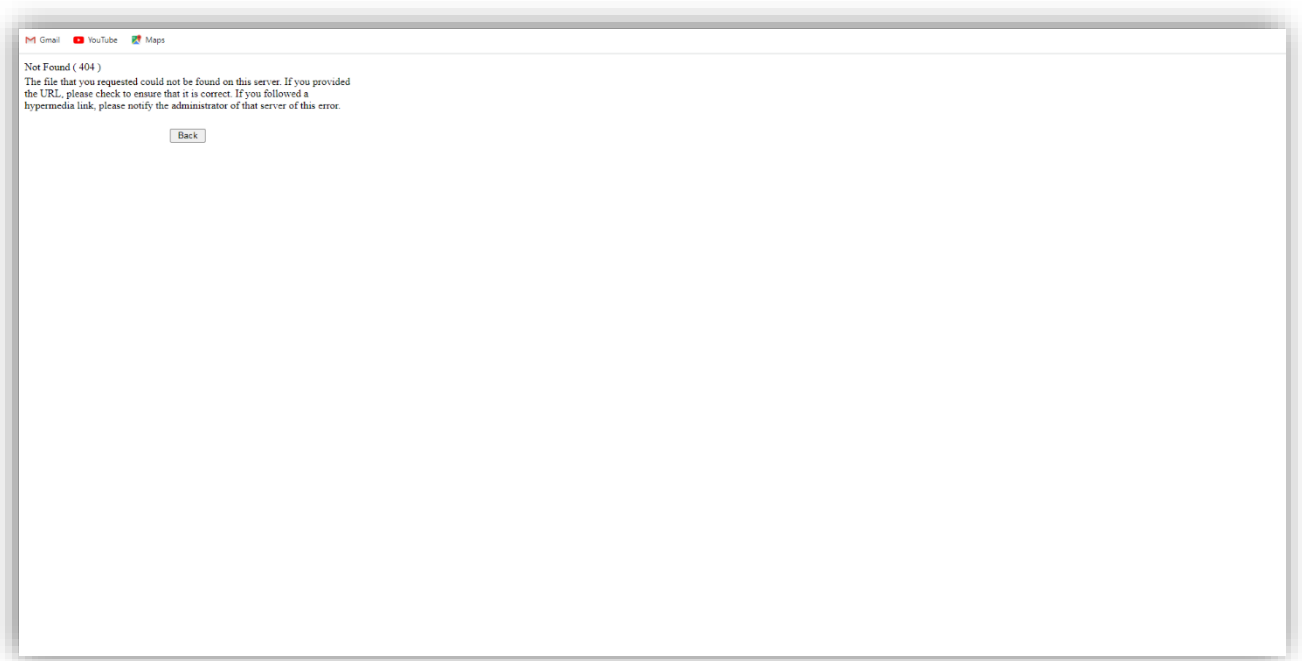 Gmail YouTube Maps
Not Found ( 404 )
The file that you requested could not be found on this server. If you provided
the URL, please check to ensure that it is correct. If you followed a
hypermedia link, please notify the administrator of that server of this error.
Back